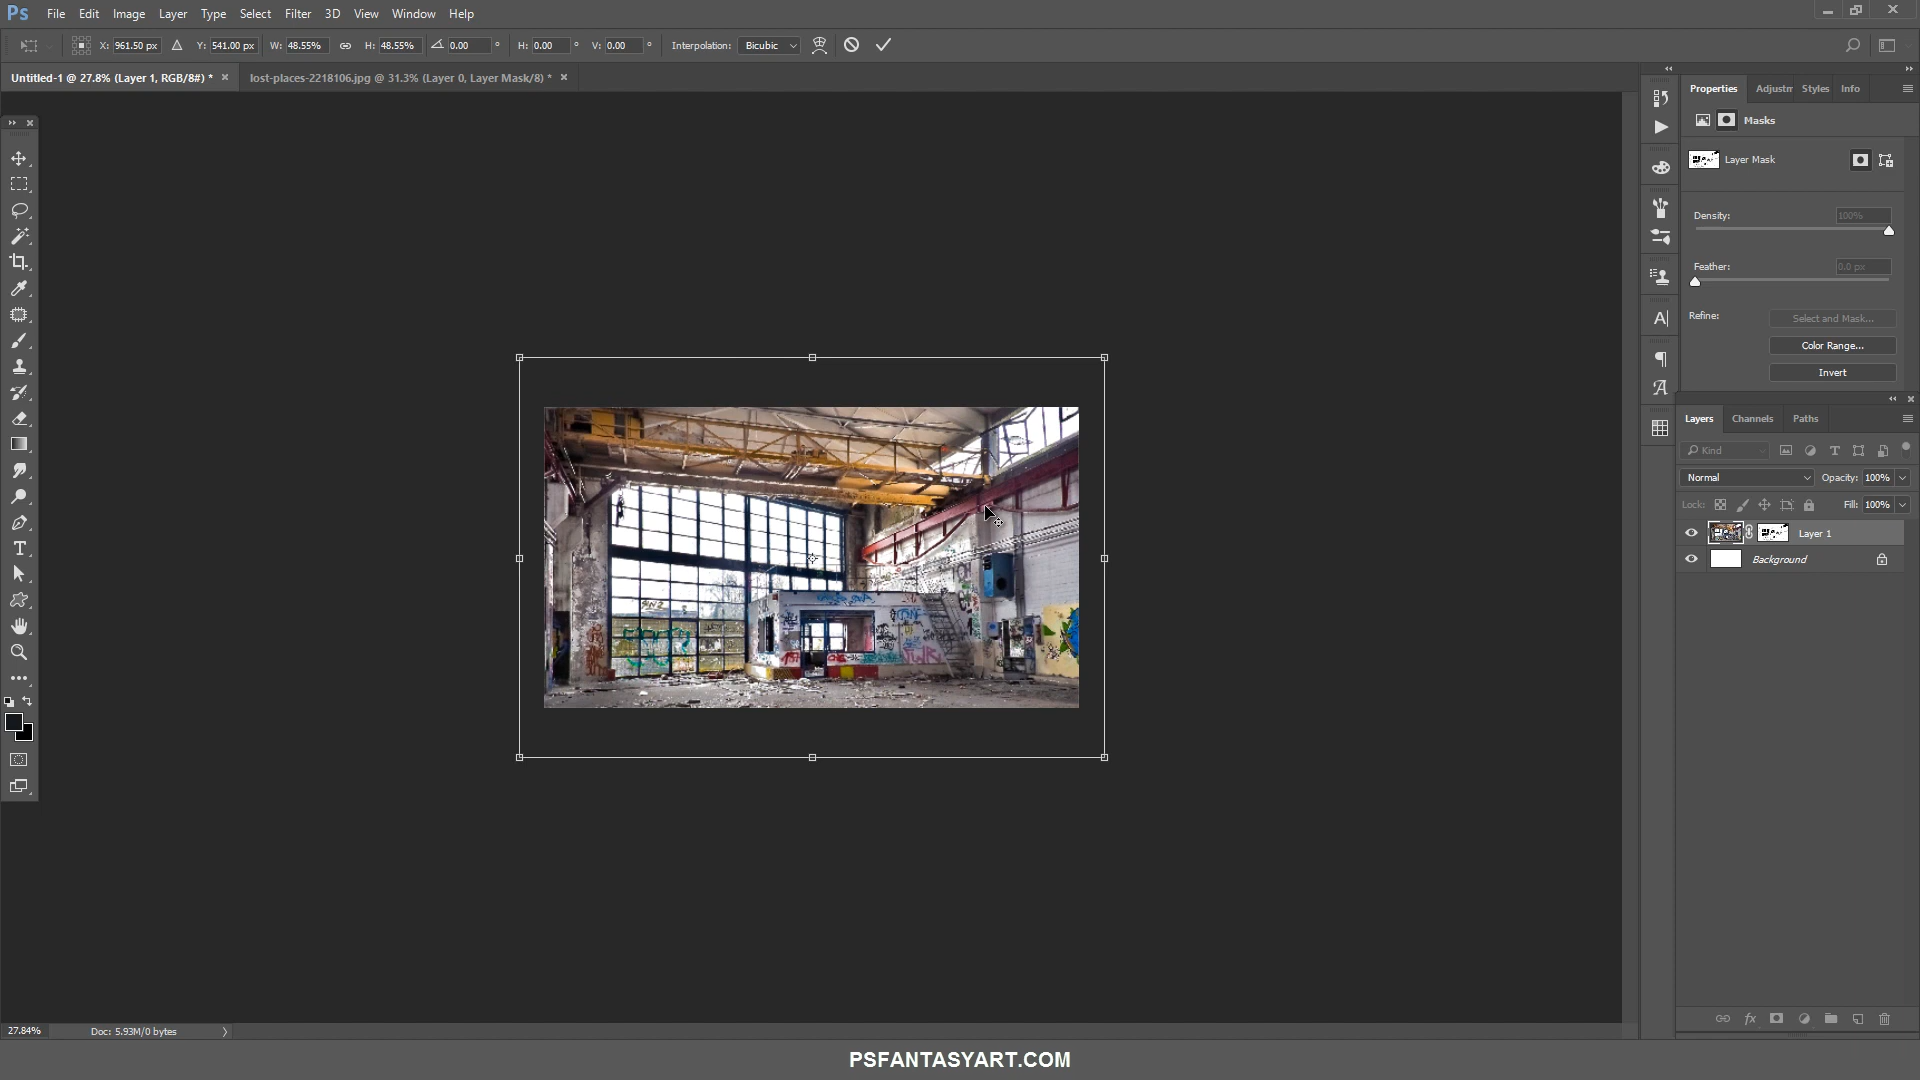 Ps File Edit Image Layer Type Select Filter 3D View Window Help
X: 961.50 px Y: 541.00 px W: 48.55% H: 48.55% 0.00 ° H: 0.00 ° V: 0.00 ° Interpolation: Bicubic
Untitled-1 @ 27.8% (Layer 1, RGB/8#) * × lost-places-2218106.jpg @ 31.3% (Layer 0, Layer Mask/8) * ×
Properties Adjustm Styles Info
Masks
Layer Mask
Density: 100%
Feather: 0.0 px
Refine: Select and Mask...
Color Range...
Invert
Layers Channels Paths
Kind
Normal Opacity: 100%
Lock: Fill: 100%
Layer 1
Background
27.84% Doc: 5.93M/0 bytes
PSFANTASYART.COM